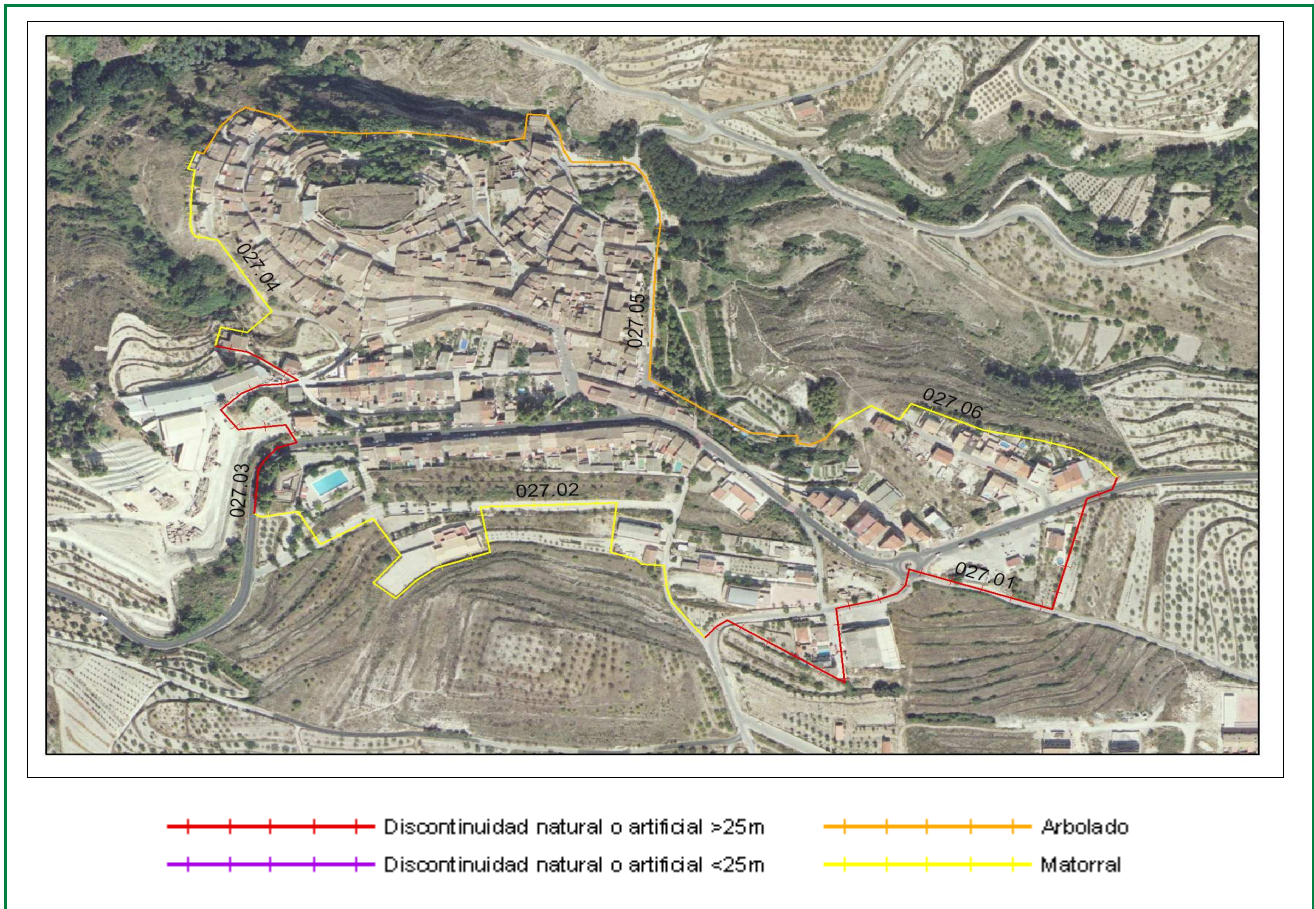 027.04
027.05
027.06
027.03
027.02
027.01
Discontinuidad natural o artificial >25m
Arbolado
Discontinuidad natural o artificial <25m
Matorral